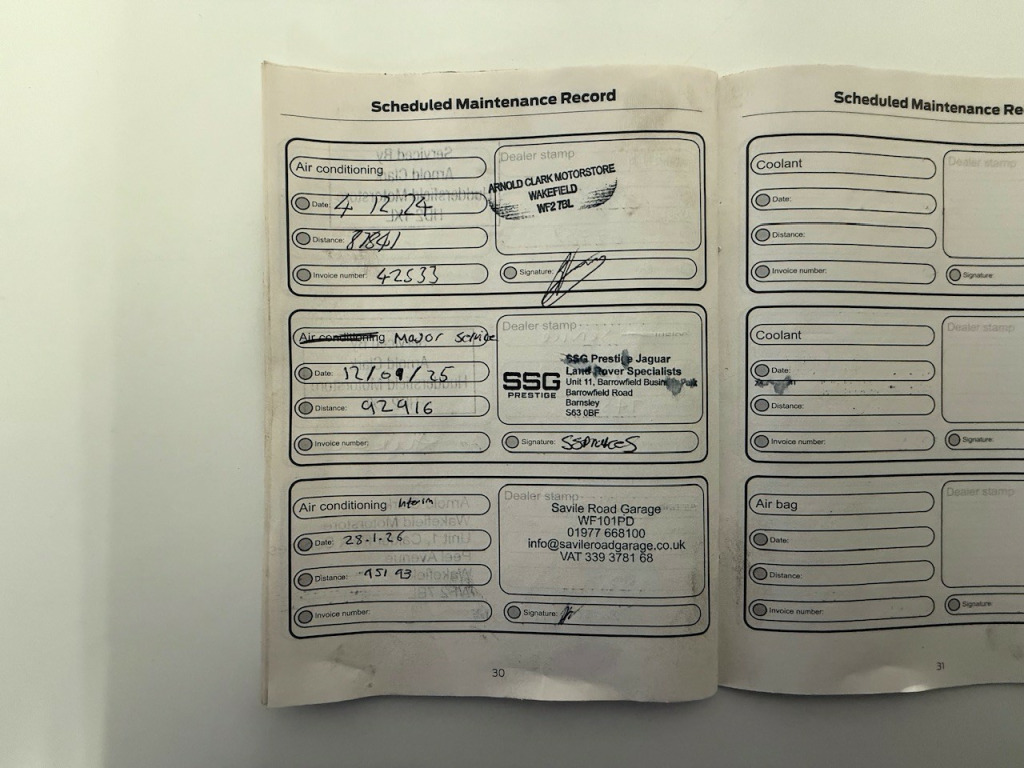 Scheduled Maintenance Record
Air conditioning
Date: 4 12.24
Distance: 87841
Invoice number: 42533
Dealer stamp
ARNOLD CLARK MOTORSTORE
WAKEFIELD
WF2 7BL
Signature:
Air conditioning Major service
Date: 12/09/25
Distance: 92916
Invoice number:
Dealer stamp
SSG
PRESTIGE
SSG Prestige Jaguar
Land Rover Specialists
Unit 11, Barrowfield Business Park
Barrowfield Road
Barnsley
S63 0BF
Signature:
Air conditioning Interim
Date: 28.1.26
Distance: 95193
Invoice number:
Dealer stamp
Savile Road Garage
WF101PD
01977 668100
info@savileroadgarage.co.uk
VAT 339 3781 68
Signature:
30
Scheduled Maintenance Re
Coolant
Date:
Distance:
Invoice number:
Dealer stamp
Signature:
Coolant
Date:
Distance:
Invoice number:
Dealer stamp
Signature:
Air bag
Date:
Distance:
Invoice number:
Dealer stamp
Signature:
31